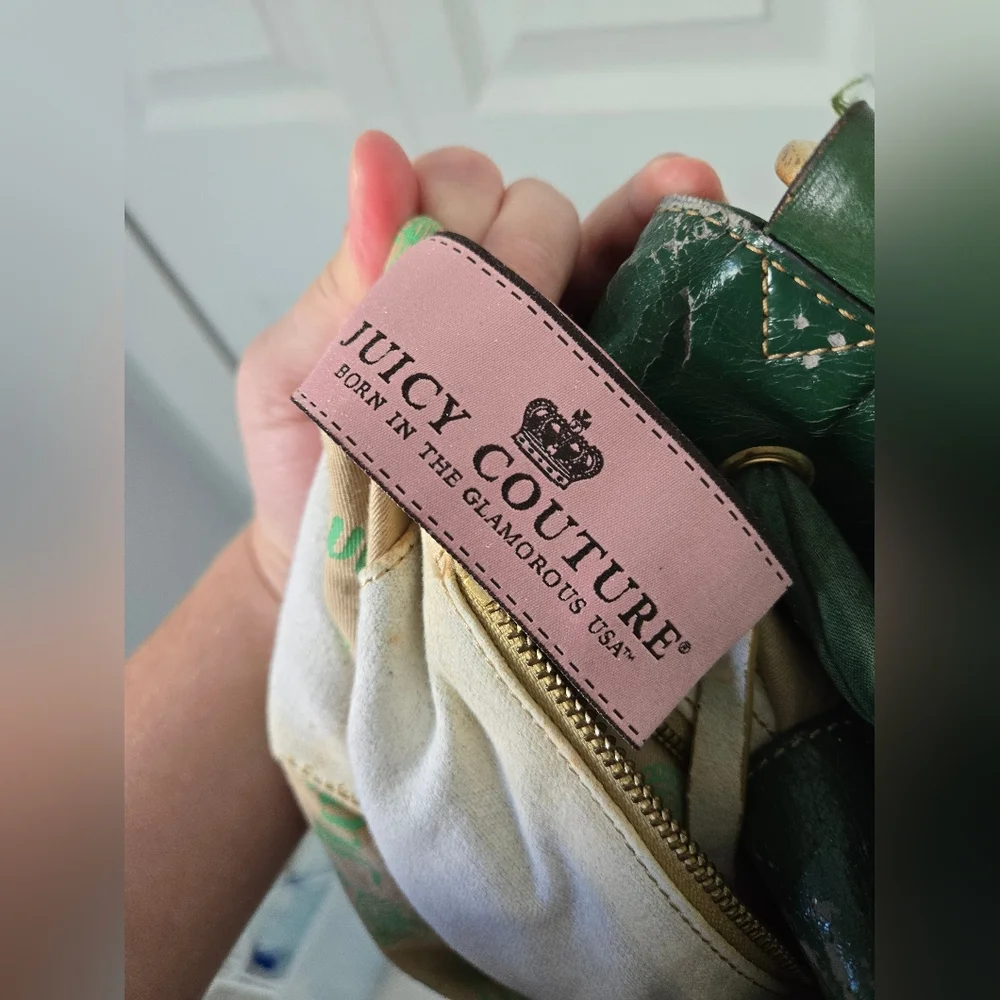 JUICY COUTURE®
BORN IN THE GLAMOROUS USA™